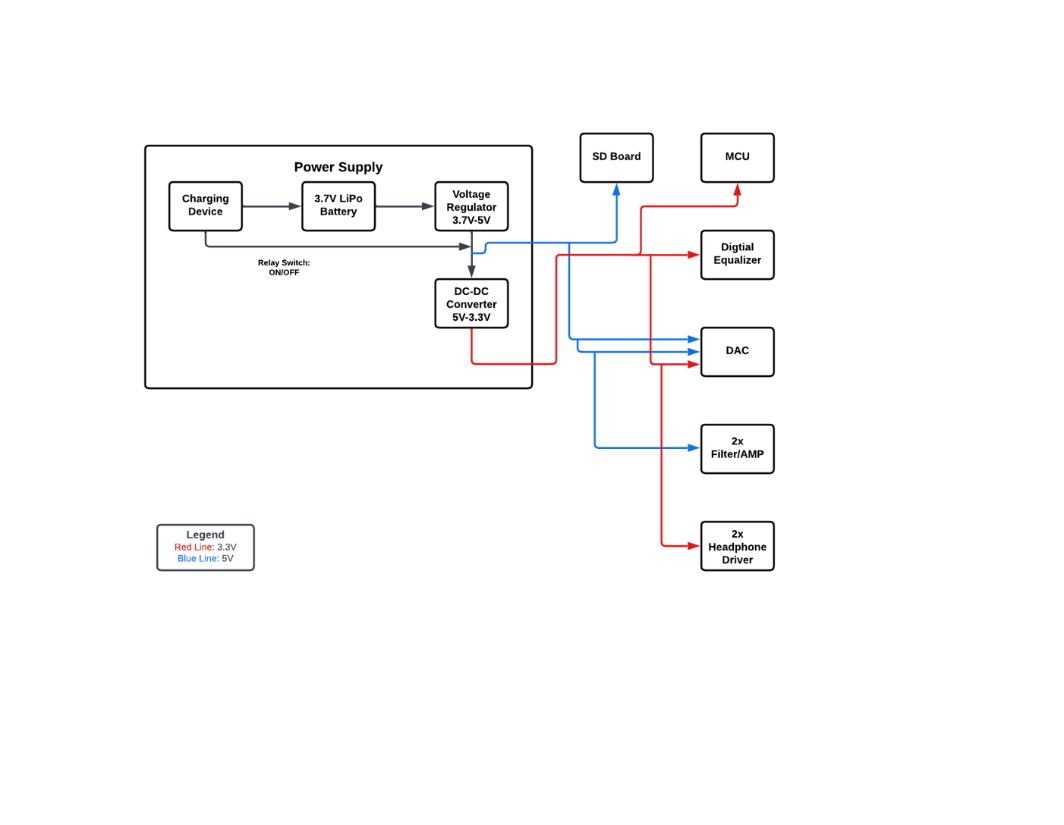 Power Supply
Charging
Device
3.7V LiPo
Battery
Voltage
Regulator
3.7V-5V
Relay Switch:
ON/OFF
DC-DC
Converter
5V-3.3V
SD Board
MCU
Digtial
Equalizer
DAC
2x
Filter/AMP
2x
Headphone
Driver
Legend
Red Line: 3.3V
Blue Line: 5V